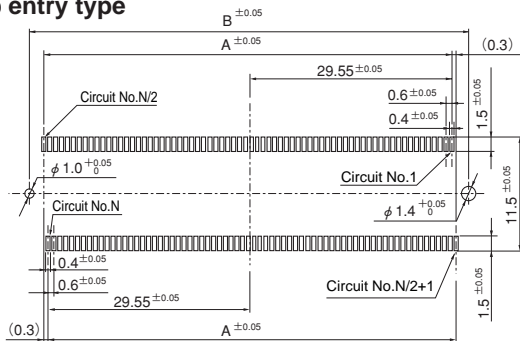 entry type
B ±0.05
A ±0.05
(0.3)
29.55±0.05
Circuit No.N/2
0.6±0.05
0.4±0.05
1.5 ±0.05
φ1.0 +0.05 0
Circuit No.1
Circuit No.N
φ1.4 +0.05 0
11.5 ±0.05
0.4±0.05
0.6±0.05
Circuit No.N/2+1
29.55±0.05
1.5 ±0.05
(0.3)
A±0.05